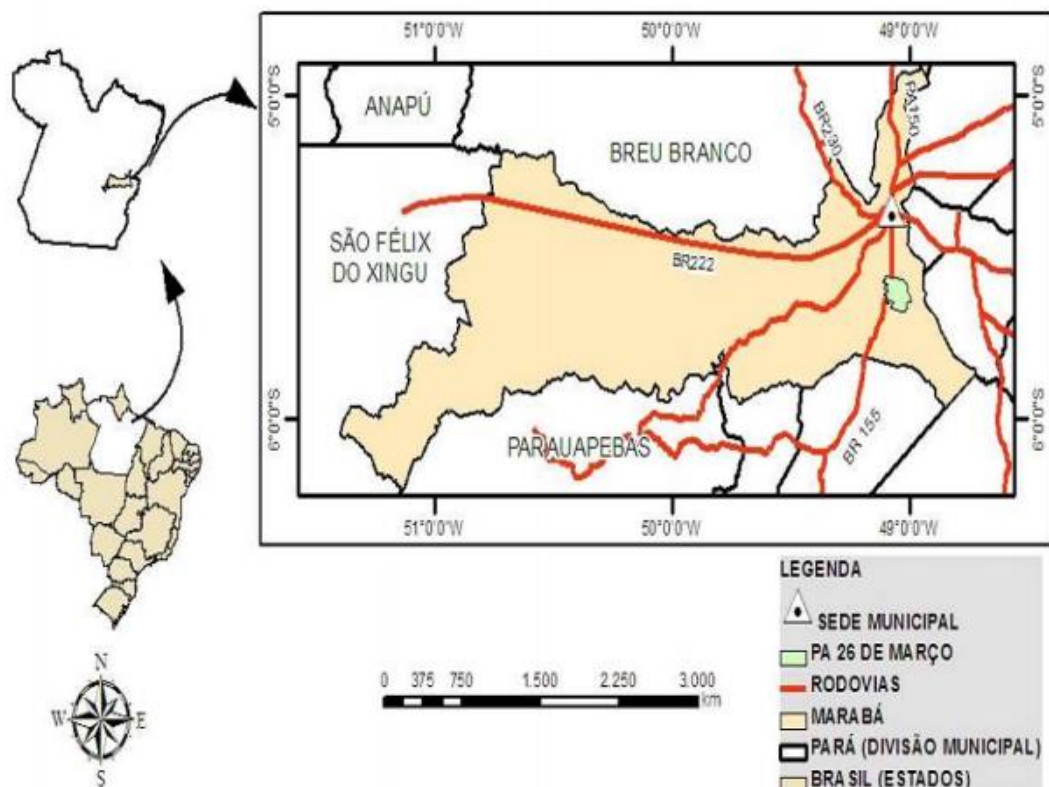 51°0'0"W 50°0'0"W 49°0'0"W
5°0'0"S
5°0'0"S
ANAPÚ
BREU BRANCO
BR230
PA150
SÃO FÉLIX
DO XINGU
BR222
6°0'0"S
6°0'0"S
PARAUAPEBAS
BR 155
51°0'0"W 50°0'0"W 49°0'0"W
LEGENDA
SEDE MUNICIPAL
PA 26 DE MARÇO
RODOVIAS
MARABÁ
PARÁ (DIVISÃO MUNICIPAL)
BRASIL (ESTADOS)
N
W E
S
0 375 750 1.500 2.250 3.000
km